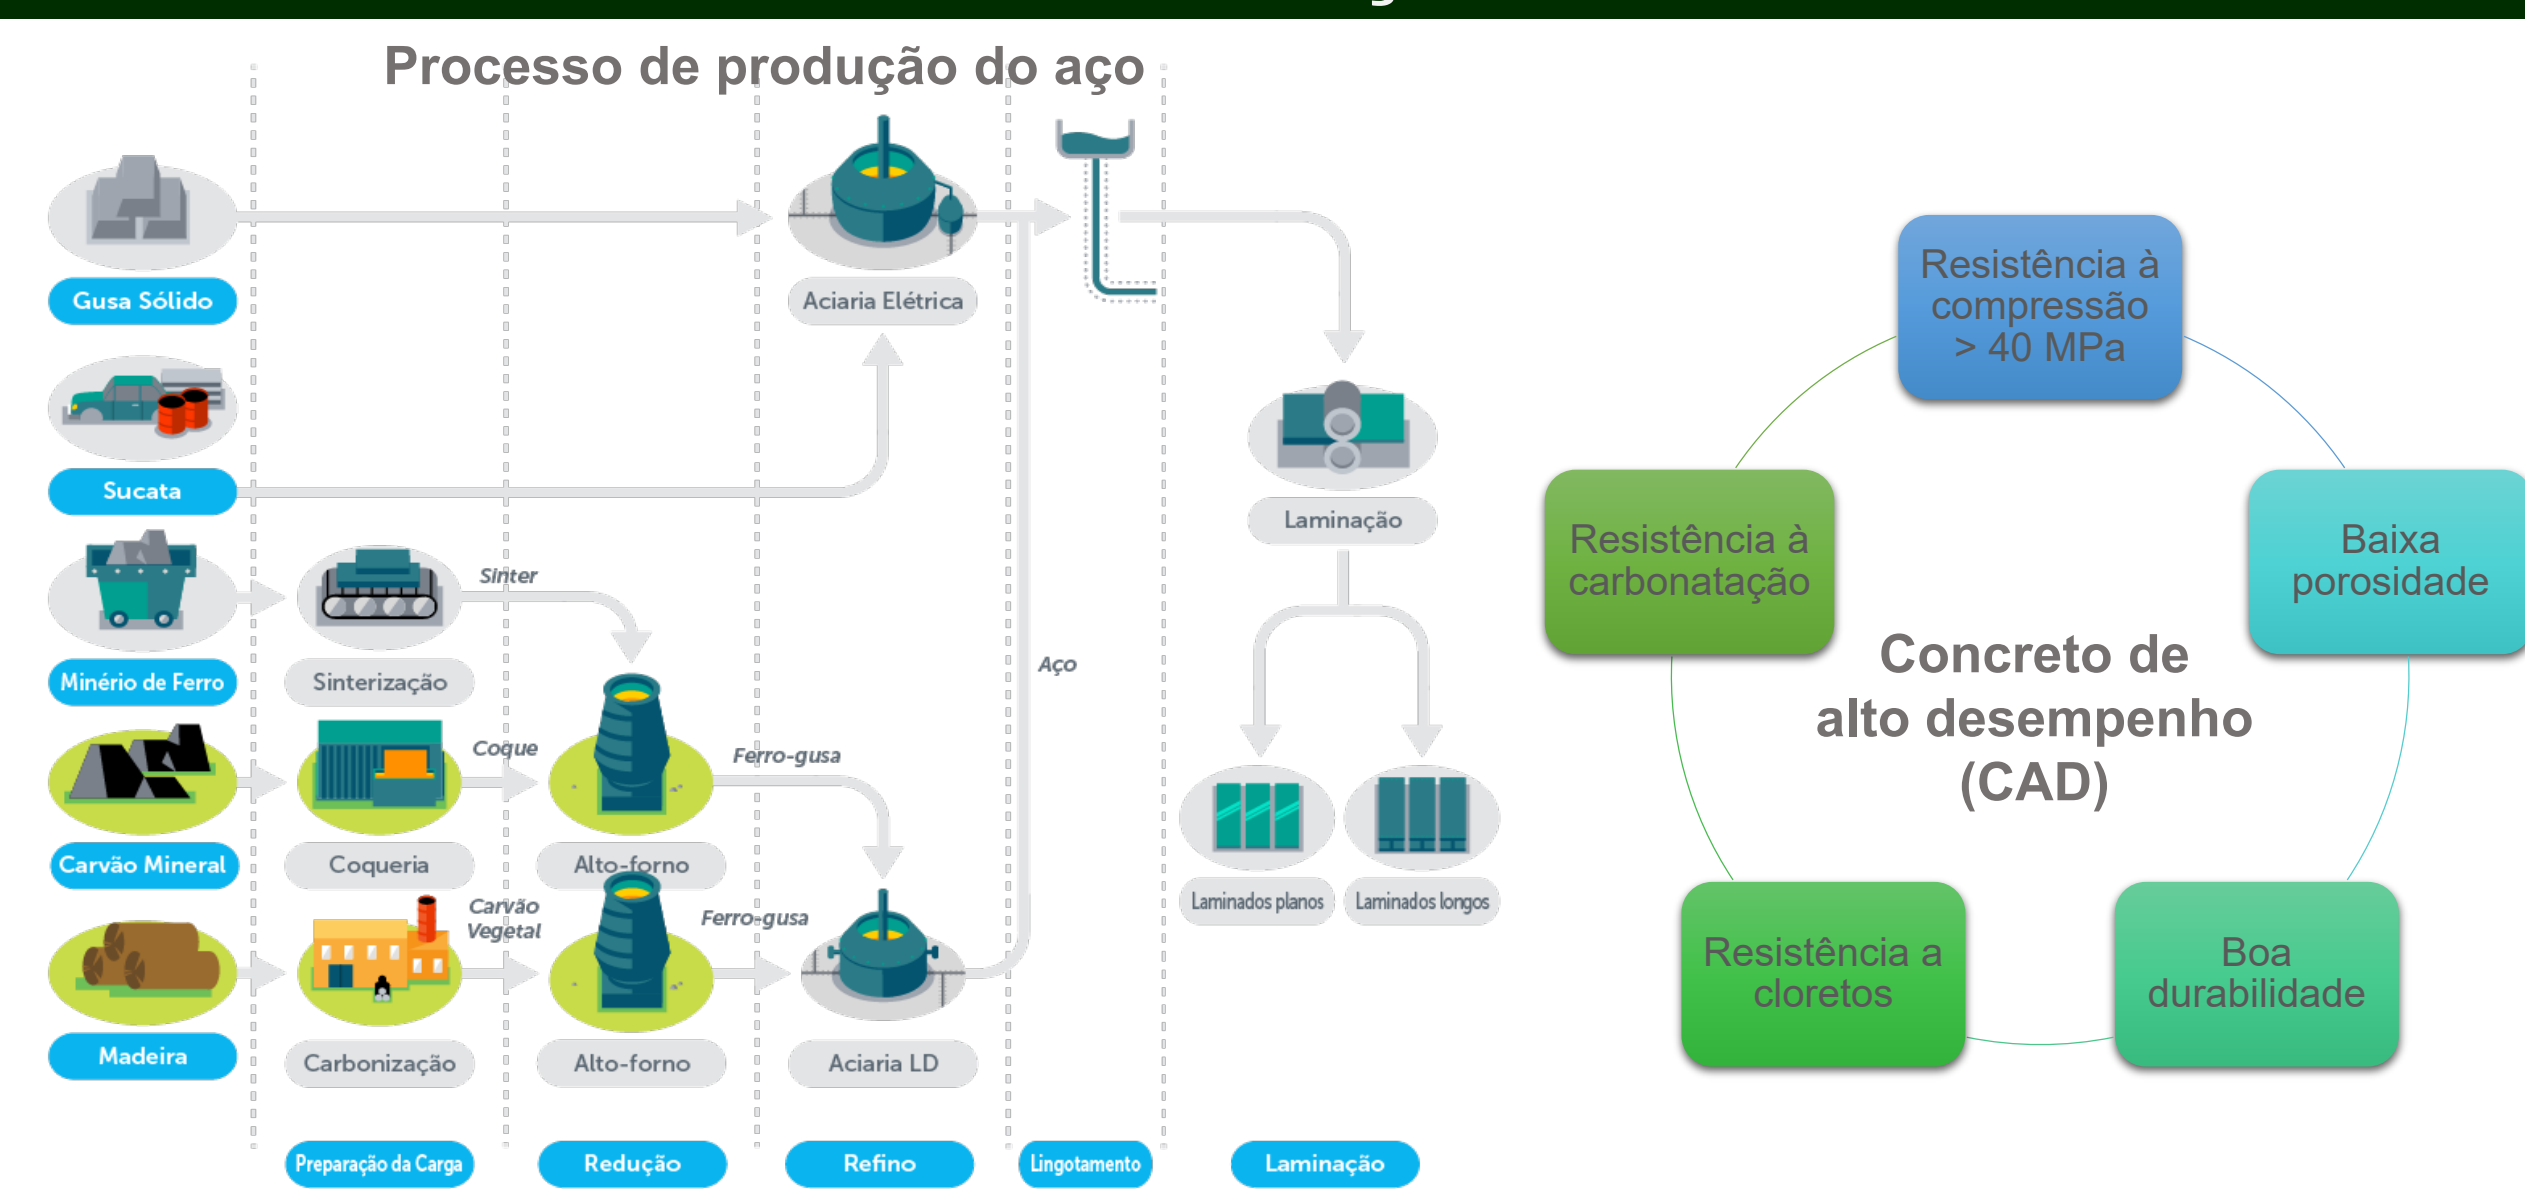 Processo de produção do aço
Gusa Sólido
Aciaria Elétrica
Sucata
Laminação
Sinter
Minério de Ferro
Sinterização
Aço
Coque
Ferro-gusa
Carvão Mineral
Coqueria
Alto-forno
Carvão
Vegetal
Ferro-gusa
Laminados planos
Laminados longos
Madeira
Carbonização
Alto-forno
Aciaria LD
Preparação da Carga
Redução
Refino
Lingotamento
Laminação
Resistência à
compressão
> 40 MPa
Baixa
porosidade
Boa
durabilidade
Resistência a
cloretos
Resistência à
carbonatação
Concreto de
alto desempenho
(CAD)